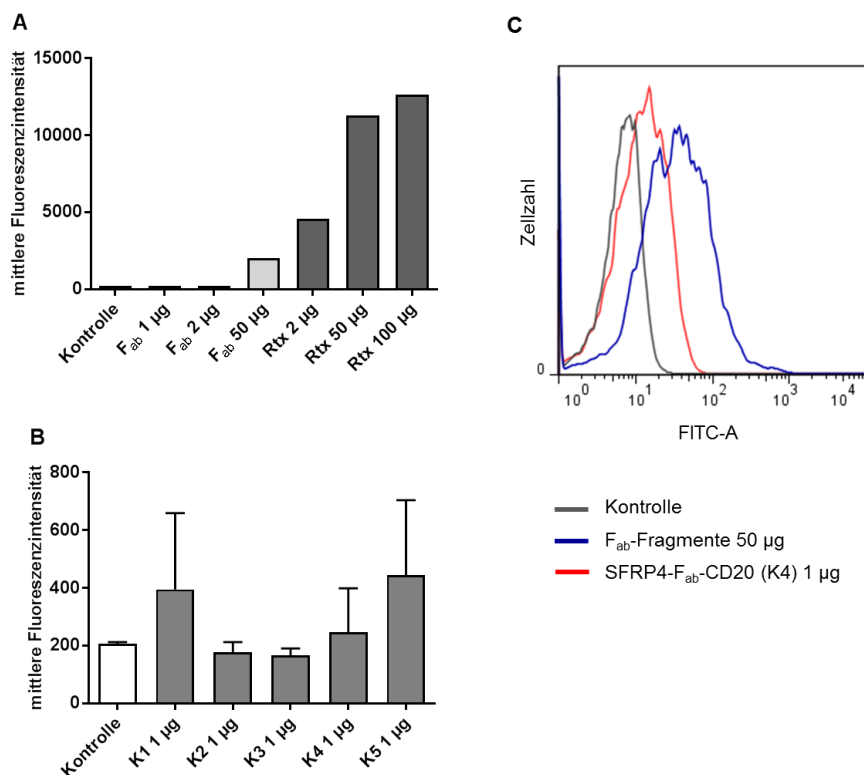 A
mittlere Fluoreszenzintensität
15000
10000
5000
0
Kontrolle
Fab 1 µg
Fab 2 µg
Fab 50 µg
Rtx 2 µg
Rtx 50 µg
Rtx 100 µg
B
mittlere Fluoreszenzintensität
800
600
400
200
0
Kontrolle
K1 1 µg
K2 1 µg
K3 1 µg
K4 1 µg
K5 1 µg
C
Zellzahl
0
10^0 10^1 10^2 10^3 10^4
FITC-A
Kontrolle
Fab-Fragmente 50 µg
SFRP4-Fab-CD20 (K4) 1 µg